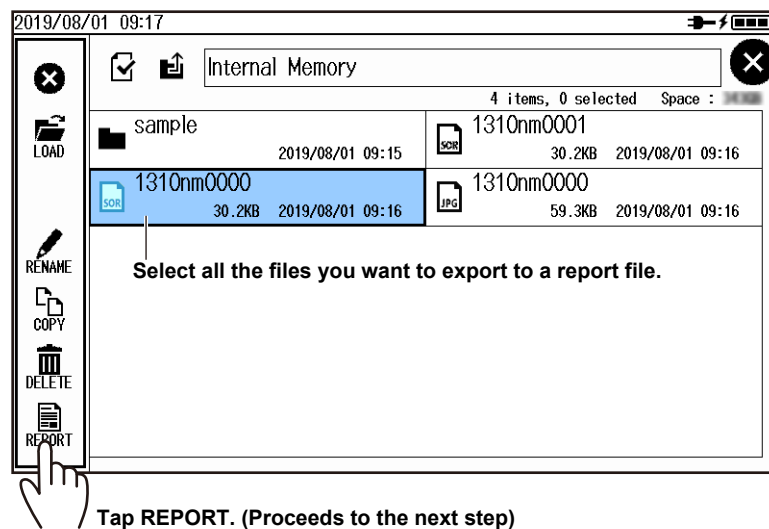 2019/08/01 09:17
Internal Memory
4 items, 0 selected Space :
LOAD
sample
2019/08/01 09:15
SOR
1310nm0001
30.2KB 2019/08/01 09:16
SOR
1310nm0000
30.2KB 2019/08/01 09:16
JPG
1310nm0000
59.3KB 2019/08/01 09:16
Select all the files you want to export to a report file.
RENAME
COPY
DELETE
REPORT
Tap REPORT. (Proceeds to the next step)